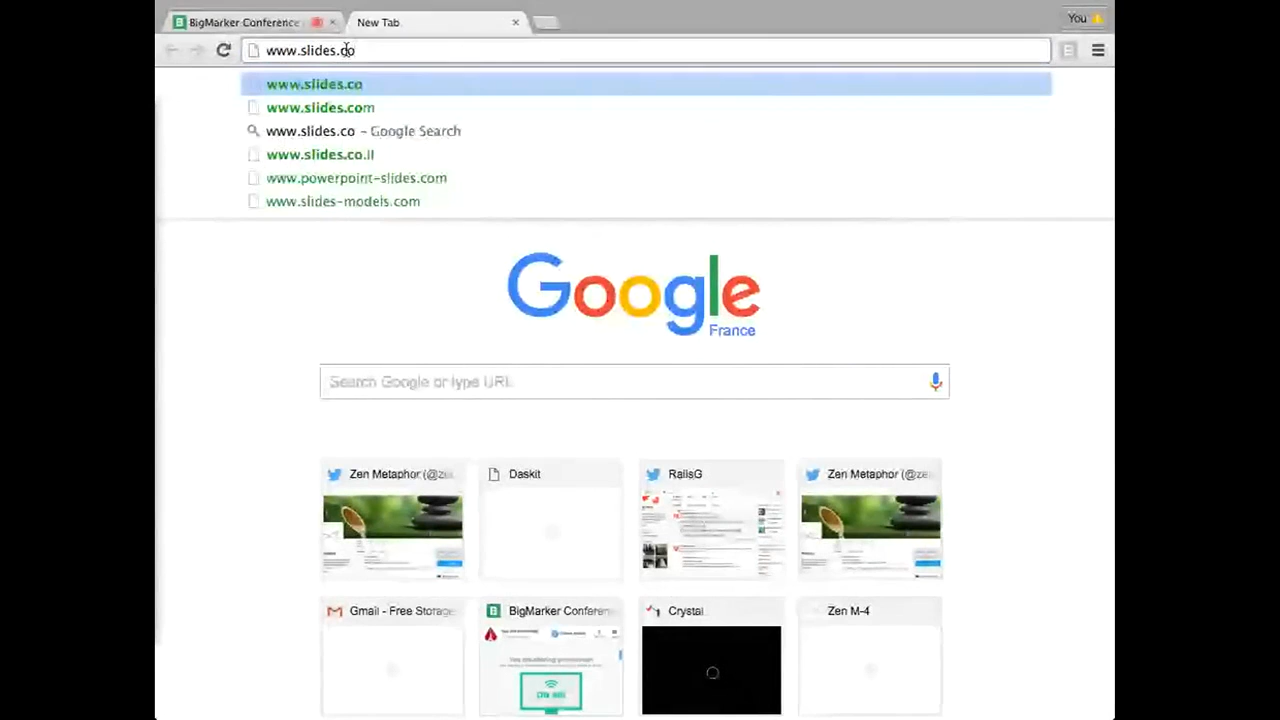 BigMarker Conference
New Tab
You
www.slides.co
www.slides.co
www.slides.com
www.slides.co - Google Search
www.slides.co.il
www.powerpoint-slides.com
www.slides-models.com
Google
France
Search Google or type URL
Zen Metaphor (@ze
Daskit
RailsG
Zen Metaphor (@ze
Gmail - Free Storage
BigMarker Conferen
Crystal
Zen M-4